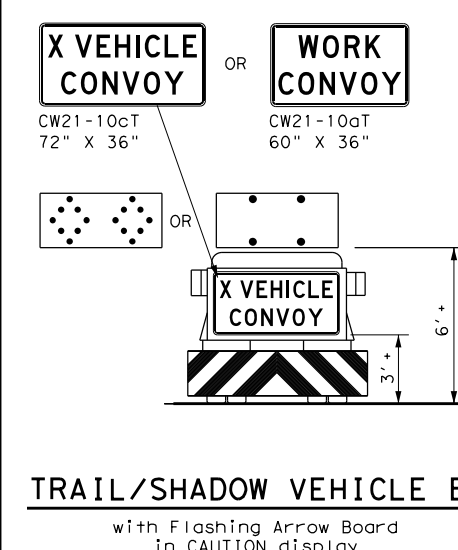 X VEHICLE
CONVOY
OR
WORK
CONVOY
CW21-10cT
72" X 36"
CW21-10aT
60" X 36"
OR
X VEHICLE
CONVOY
6'+
3'+
TRAIL/SHADOW VEHICLE B
with Flashing Arrow Board
in CAUTION display